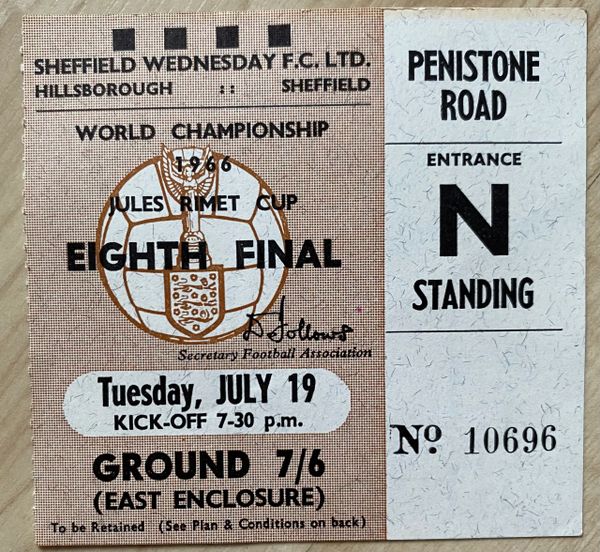 SHEFFIELD WEDNESDAY F.C. LTD.
HILLSBOROUGH :: SHEFFIELD
WORLD CHAMPIONSHIP
1966
JULES RIMET CUP
EIGHTH FINAL
D Follows
Secretary Football Association
Tuesday, JULY 19
KICK-OFF 7-30 p.m.
GROUND 7/6
(EAST ENCLOSURE)
To be Retained (See Plan & Conditions on back)
PENISTONE
ROAD
ENTRANCE
N
STANDING
Nº 10696